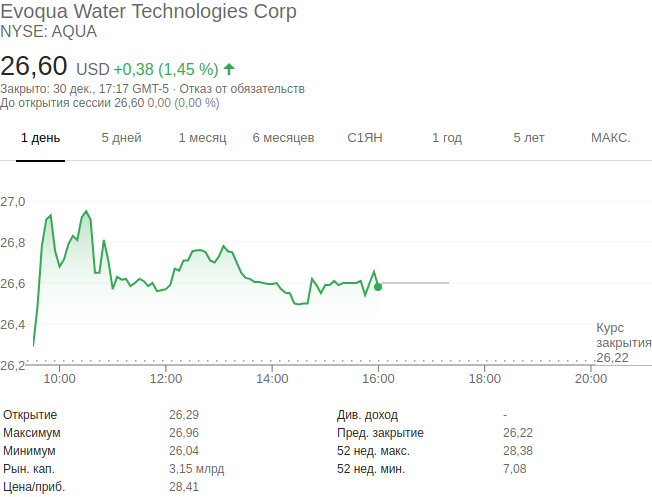 Evoqua Water Technologies Corp
NYSE: AQUA
26,60 USD +0,38 (1,45 %)
Закрыто: 30 дек., 17:17 GMT-5 · Отказ от обязательств
До открытия сессии 26,60 0,00 (0,00 %)
1 день 5 дней 1 месяц 6 месяцев С1ЯН 1 год 5 лет МАКС.
27,0
26,8
26,6
26,4
Курс
закрытия
26,22
26,2
10:00 12:00 14:00 16:00 18:00 20:00
Открытие 26,29 Див. доход -
Максимум 26,96 Пред. закрытие 26,22
Минимум 26,04 52 нед. макс. 28,38
Рын. кап. 3,15 млрд 52 нед. мин. 7,08
Цена/приб. 28,41